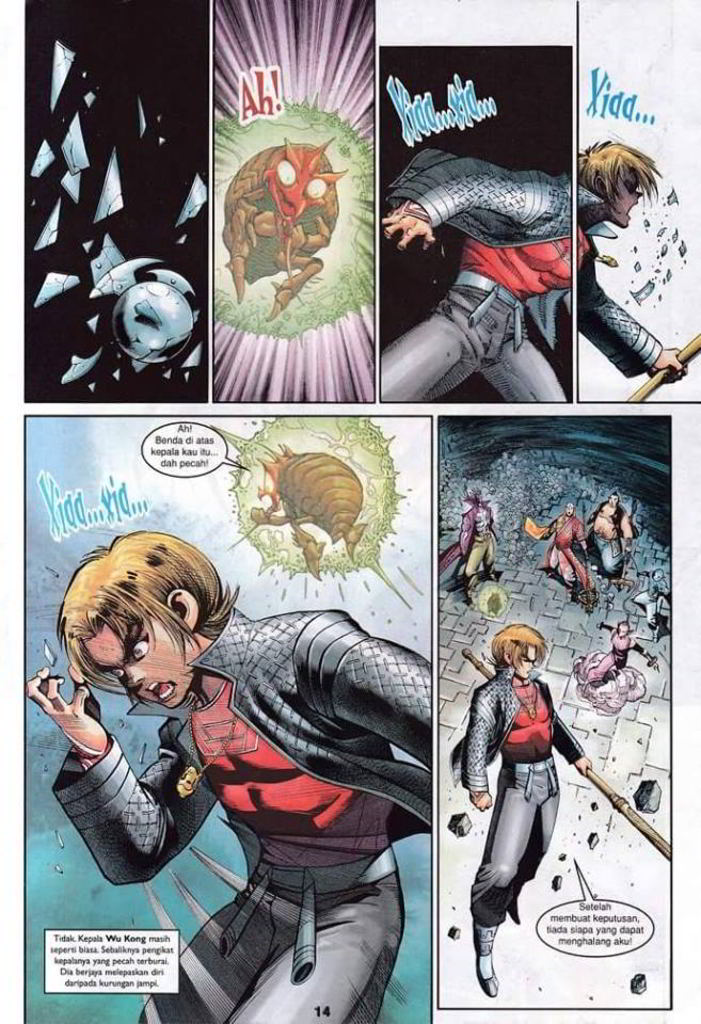 Ah!
Xiaa...xia...
Xiaa...
Xiaa...xia...
Ah!
Benda di atas
kepala kau itu...
dah pecah!
Tidak. Kepala Wu Kong masih
seperti biasa. Sebaliknya pengikat
kepalanya yang pecah terburai.
Dia berjaya melepaskan diri
daripada kurungan jampi.
Setelah
membuat keputusan,
tiada siapa yang dapat
menghalang aku!
14